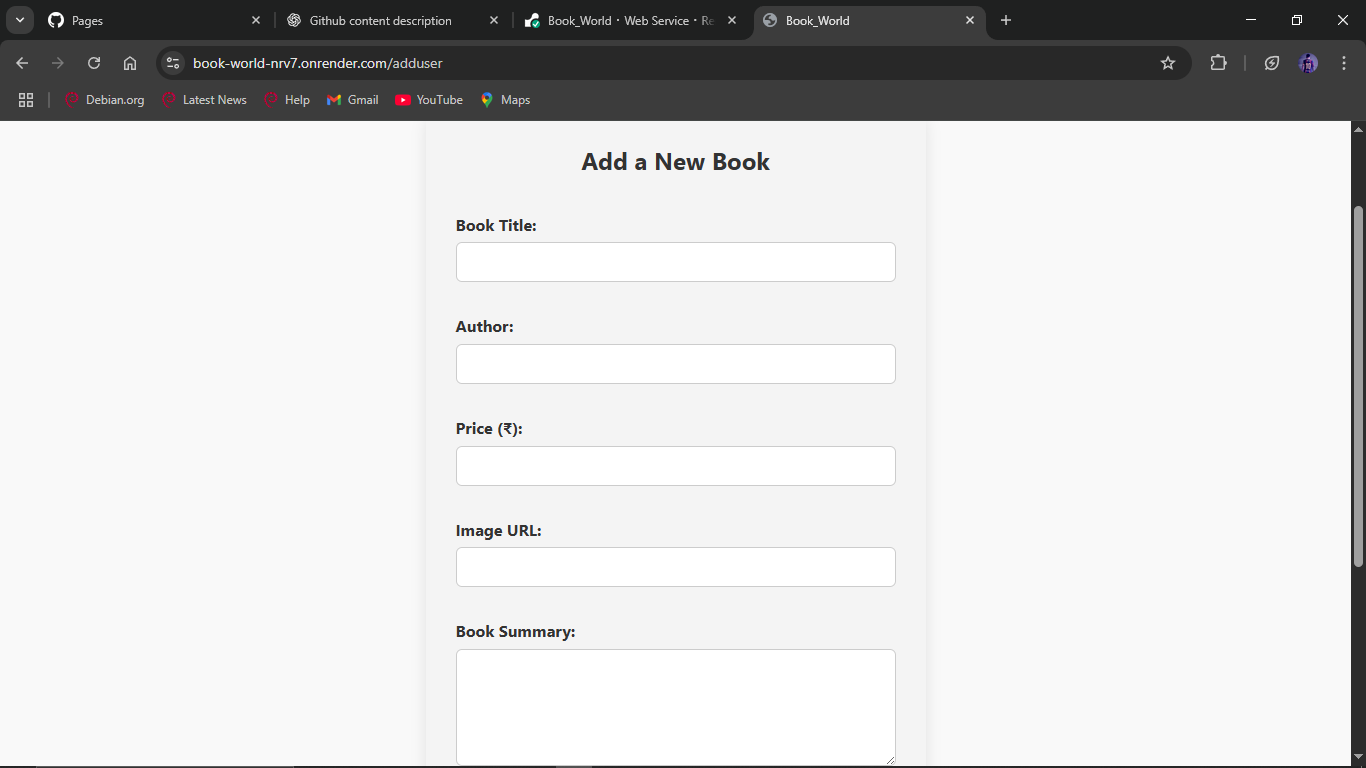 Pages
Github content description
Book_World · Web Service · Re
Book_World
book-world-nrv7.onrender.com/adduser
Debian.org
Latest News
Help
Gmail
YouTube
Maps
Add a New Book
Book Title:
Author:
Price (₹):
Image URL:
Book Summary: